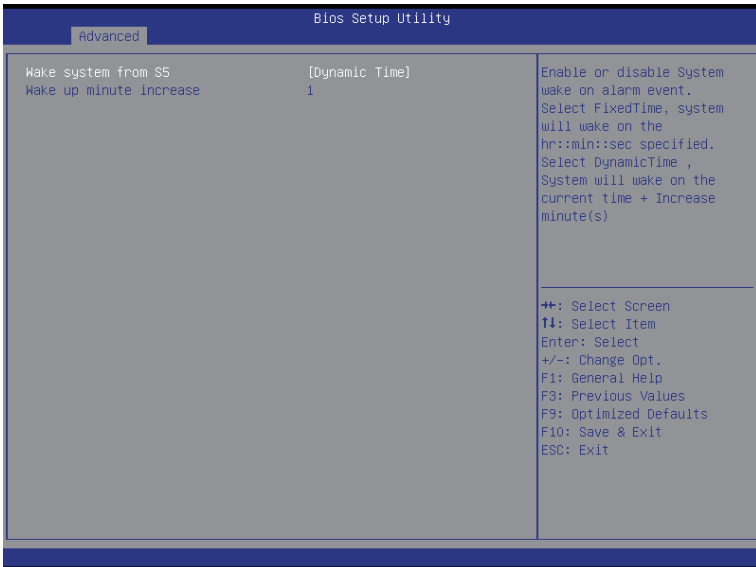 Bios Setup Utility
Advanced
Wake system from S5 [Dynamic Time]
Wake up minute increase 1
Enable or disable System
wake on alarm event.
Select FixedTime, system
will wake on the
hr::min::sec specified.
Select DynamicTime ,
System will wake on the
current time + Increase
minute(s)
→←: Select Screen
↑↓: Select Item
Enter: Select
+/-: Change Opt.
F1: General Help
F3: Previous Values
F9: Optimized Defaults
F10: Save & Exit
ESC: Exit